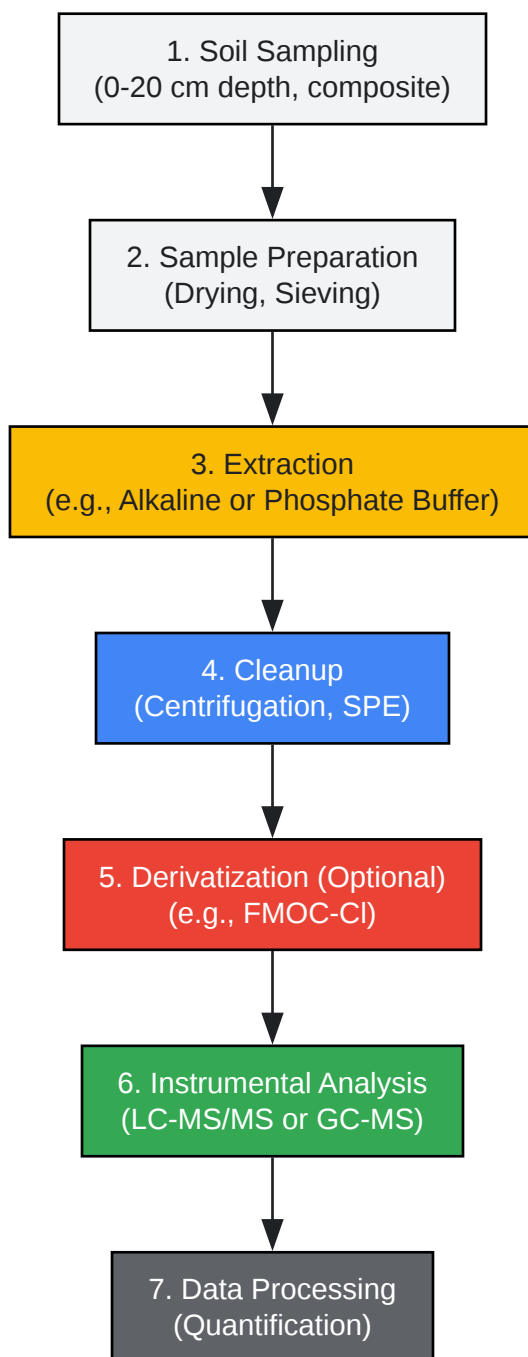 1. Soil Sampling
(0-20 cm depth, composite)
2. Sample Preparation
(Drying, Sieving)
3. Extraction
(e.g., Alkaline or Phosphate Buffer)
4. Cleanup
(Centrifugation, SPE)
5. Derivatization (Optional)
(e.g., FMOC-Cl)
6. Instrumental Analysis
(LC-MS/MS or GC-MS)
7. Data Processing
(Quantification)